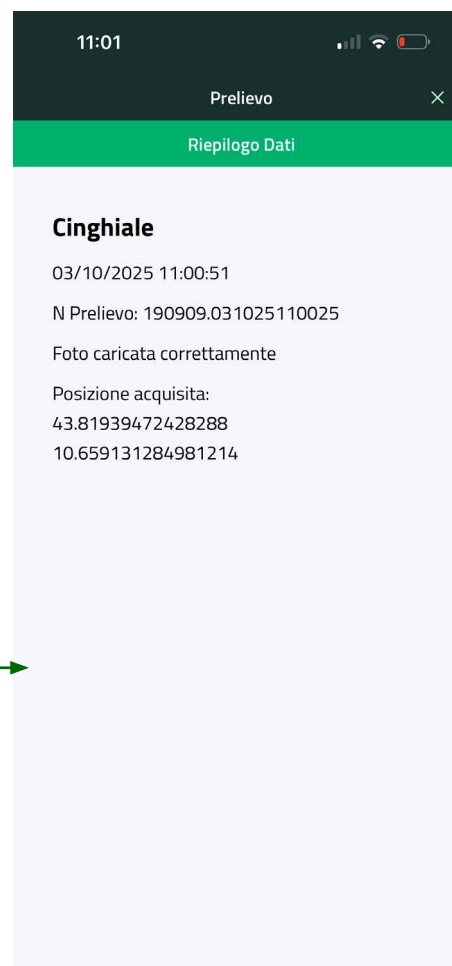 11:01
Prelievo ×
Riepilogo Dati
Cinghiale
03/10/2025 11:00:51
N Prelievo: 190909.031025110025
Foto caricata correttamente
Posizione acquisita:
43.81939472428288
10.659131284981214